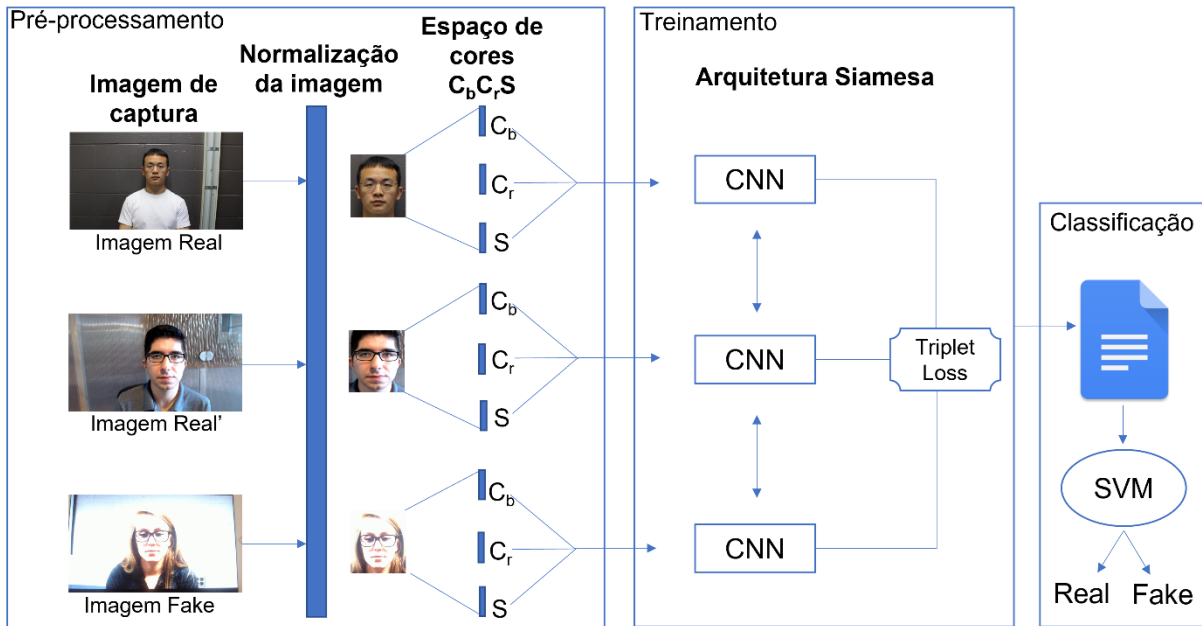 Pré-processamento
Imagem de
captura
Normalização
da imagem
Espaço de
cores
CbCrS
Imagem Real
Cb
Cr
S
Imagem Real’
Cb
Cr
S
Imagem Fake
Cb
Cr
S
Treinamento
Arquitetura Siamesa
CNN
CNN
CNN
Triplet
Loss
Classificação
SVM
Real Fake